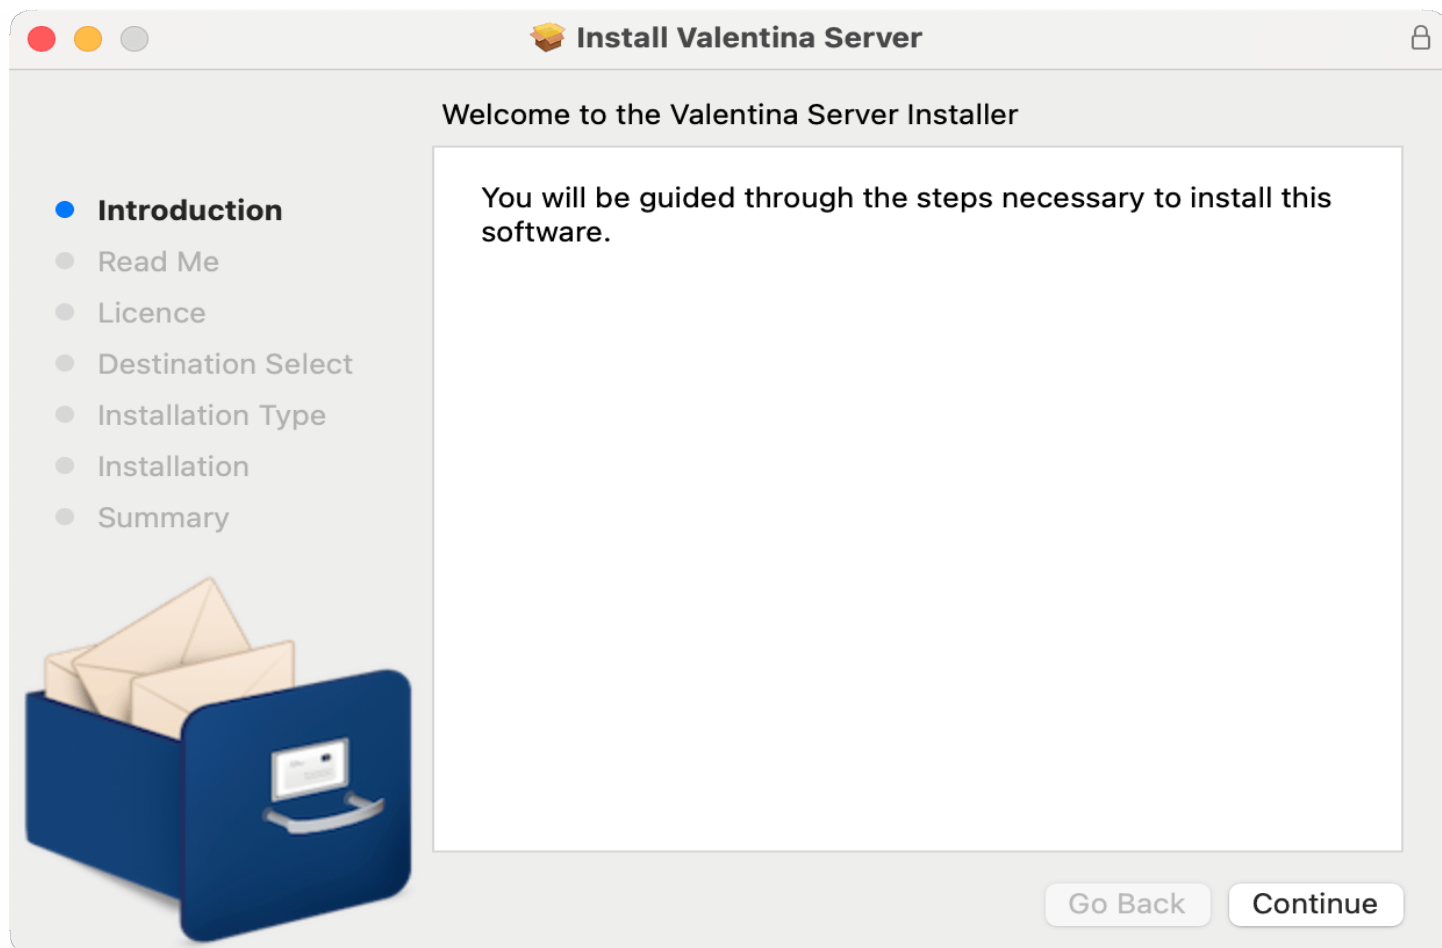 Install Valentina Server
Welcome to the Valentina Server Installer
Introduction
Read Me
Licence
Destination Select
Installation Type
Installation
Summary
You will be guided through the steps necessary to install this
software.
Go Back
Continue